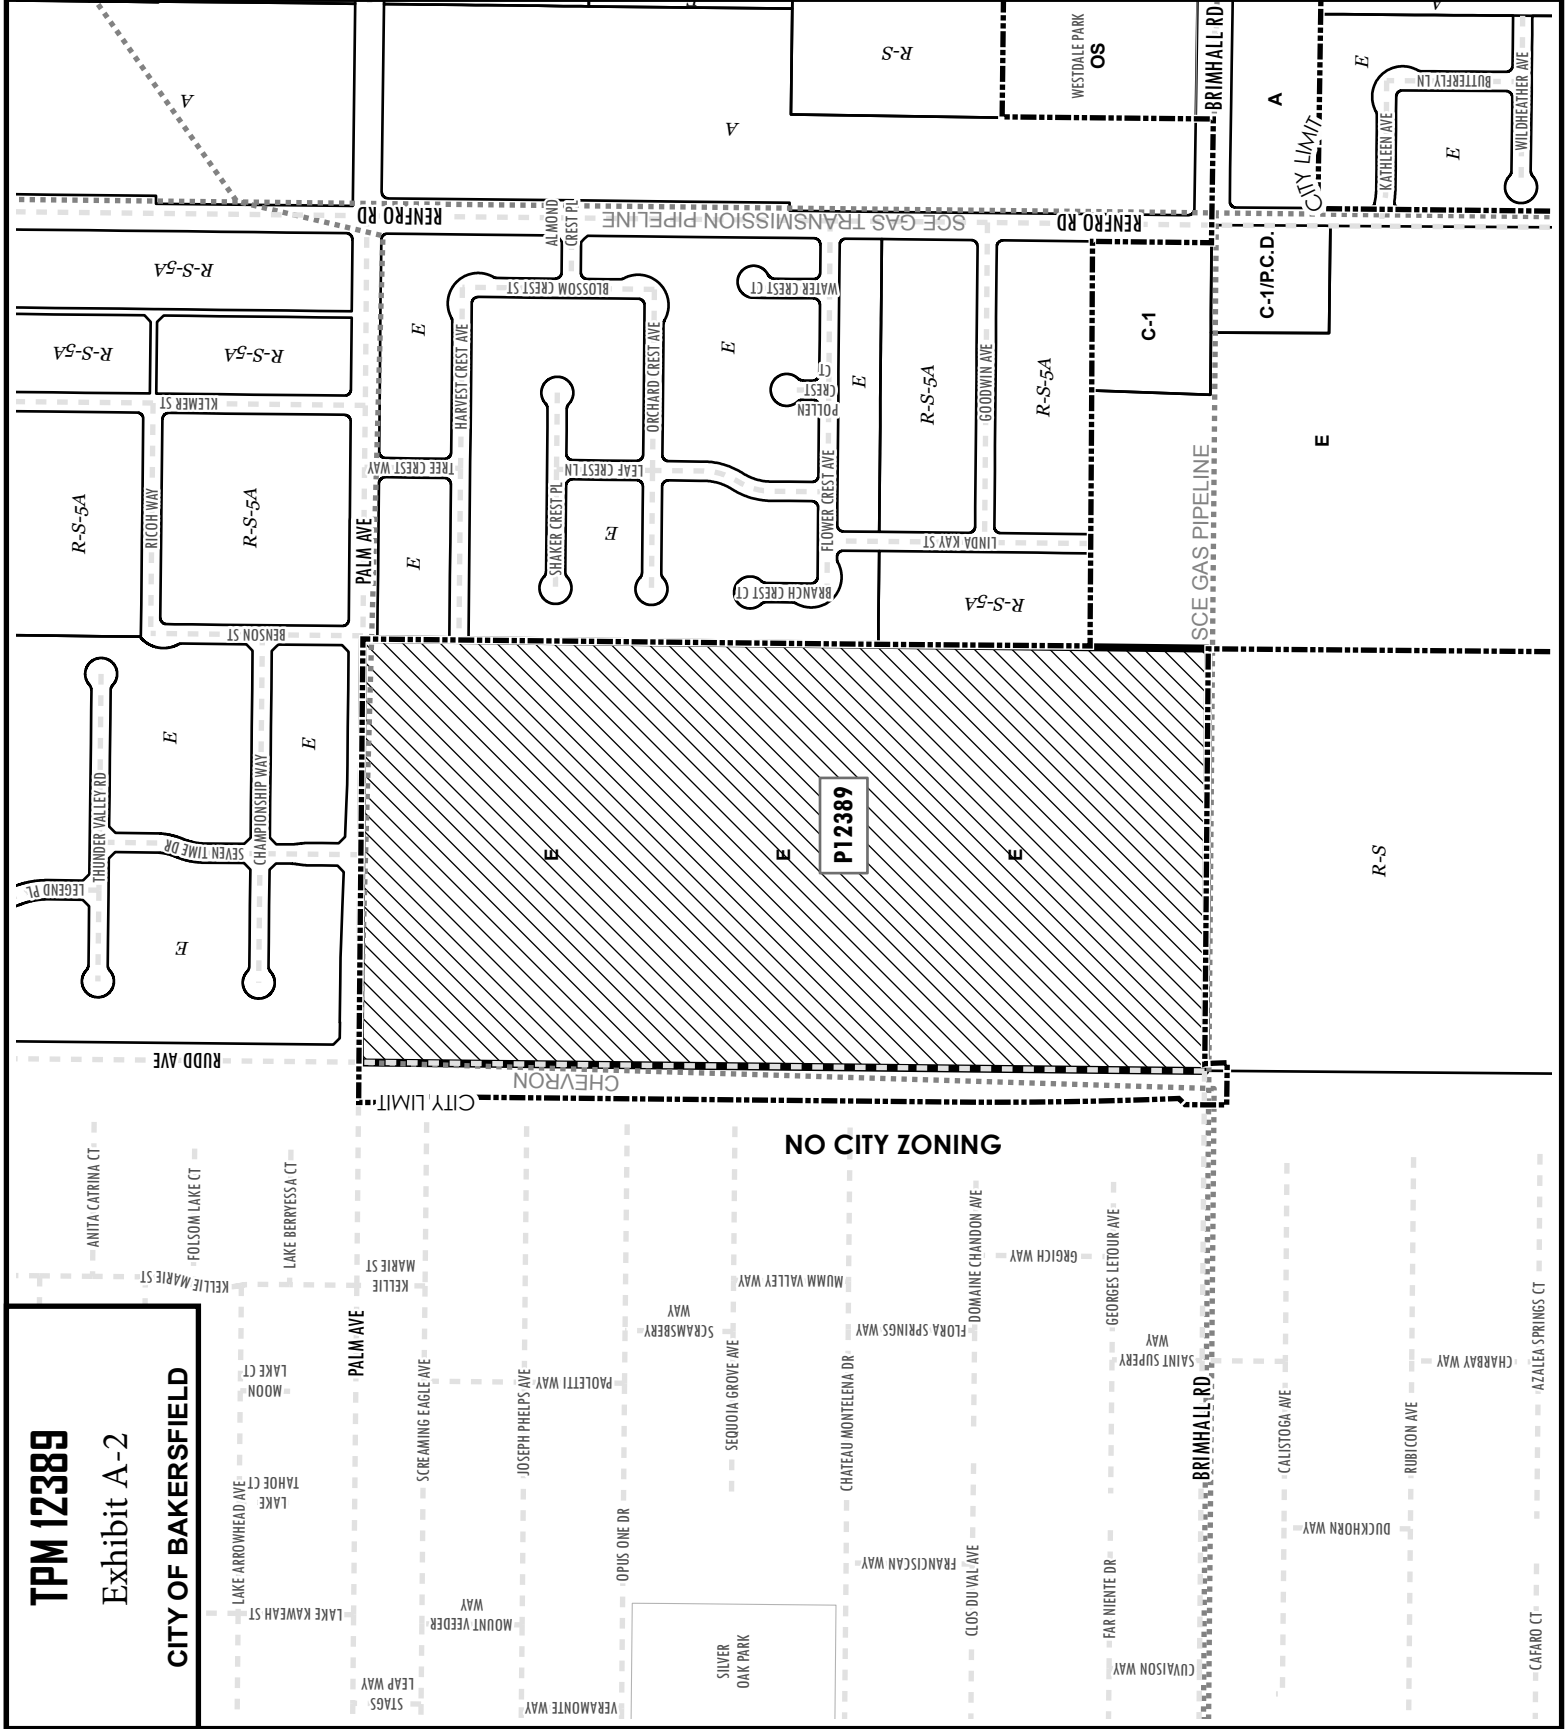 TPM 12389
Exhibit A-2
CITY OF BAKERSFIELD
LAKE ARROWHEAD AVE
LAKE KAWEAH ST
LAKE
TAHOE CT
MOON
LAKE CT
STAGS
LEAP WAY
PALM AVE
KELLIE
MARIE ST
KELLIE MARIE ST
ANITA CATRINA CT
FOLSOM LAKE CT
LAKE BERRYESSA CT
SCREAMING EAGLE AVE
MOUNT VEEDER
WAY
JOSEPH PHELPS AVE
VERAMONTE WAY
PAOLETTI WAY
OPUS ONE DR
SILVER
OAK PARK
SCRAMSBERY
WAY
SEQUOIA GROVE AVE
MUMM VALLEY WAY
CHATEAU MONTELENA DR
FRANCISCAN WAY
FLORA SPRINGS WAY
CLOS DU VAL AVE
DOMAINE CHANDON AVE
GRGICH WAY
FAR NIENTE DR
GEORGES LETOUR AVE
CUVAISON WAY
SAINT SUPERY
WAY
BRIMHALL RD
CALISTOGA AVE
DUCKHORN WAY
RUBICON AVE
CHARBAY WAY
CAFARO CT
AZALEA SPRINGS CT
NO CITY ZONING
CITY LIMIT
CHEVRON
RUDD AVE
E
LEGEND PL
THUNDER VALLEY RD
SEVEN TIME DR
CHAMPIONSHIP WAY
E
E
E
E
P12389
E
R-S
BENSON ST
RICOH WAY
R-S-5A
R-S-5A
KLEMER ST
R-S-5A
R-S-5A
R-S-5A
PALM AVE
E
TREE CREST WAY
E
HARVEST CREST AVE
SHAKER CREST PL
E
LEAF CREST LN
ORCHARD CREST AVE
BLOSSOM CREST ST
ALMOND
CREST PL
E
BRANCH CREST CT
FLOWER CREST AVE
POLLEN
CREST
CT
WATER CREST CT
E
R-S-5A
R-S-5A
LINDA KAY ST
GOODWIN AVE
R-S-5A
C-1
SCE GAS PIPELINE
E
C-1/P.C.D.
RENFRO RD
SCE GAS TRANSMISSION PIPELINE
RENFRO RD
A
A
R-S
WESTDALE PARK
OS
BRIMHALL RD
A
CITY LIMIT
E
KATHLEEN AVE
BUTTERFLY LN
E
WILDHEATHER AVE